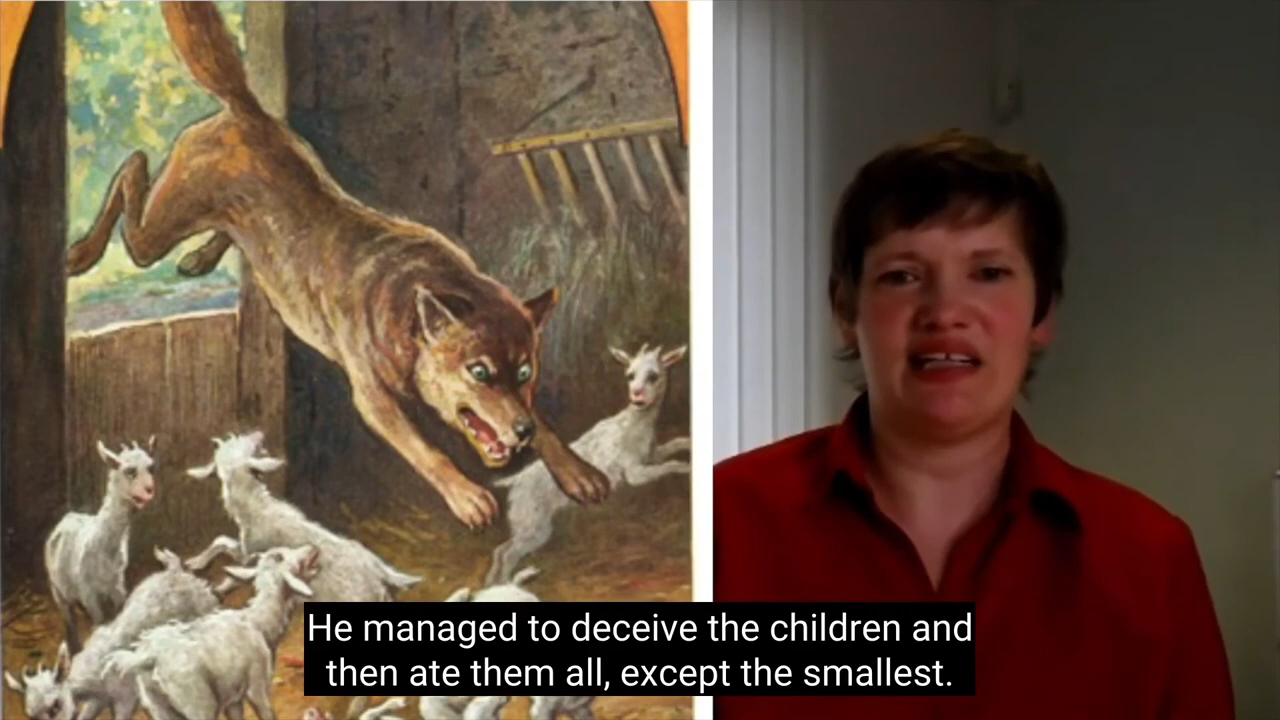 He managed to deceive the children and
then ate them all, except the smallest.